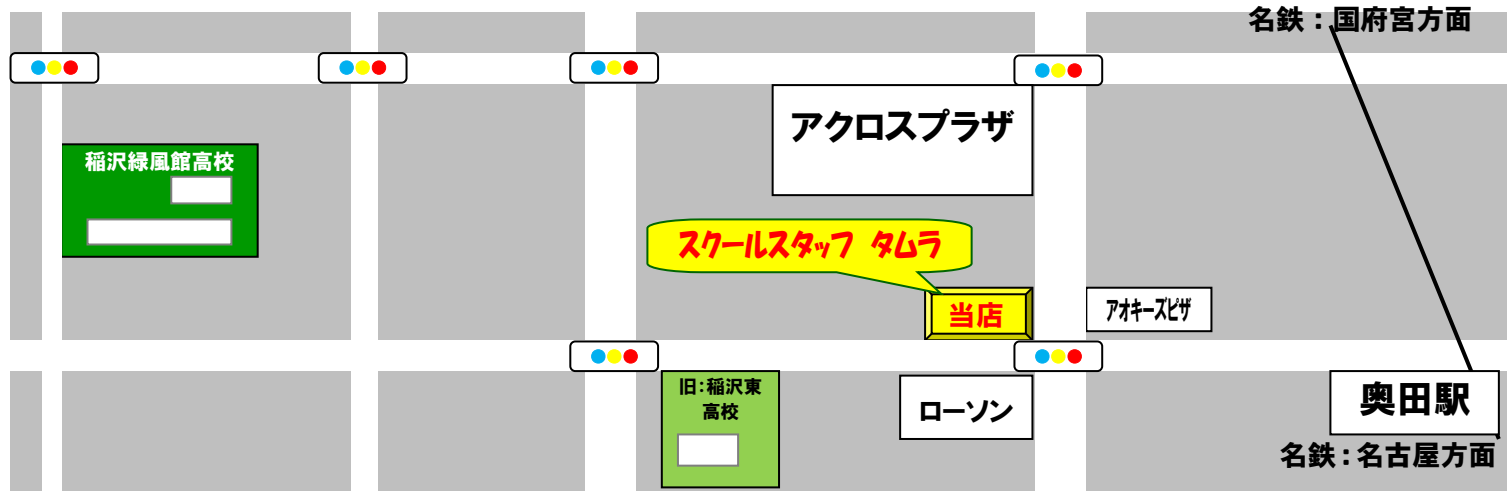 名鉄：国府宮方面
アクロスプラザ
稲沢緑風館高校
スクールスタッフ タムラ
当店
アオキーズピザ
旧：稲沢東
高校
ローソン
奥田駅
名鉄：名古屋方面